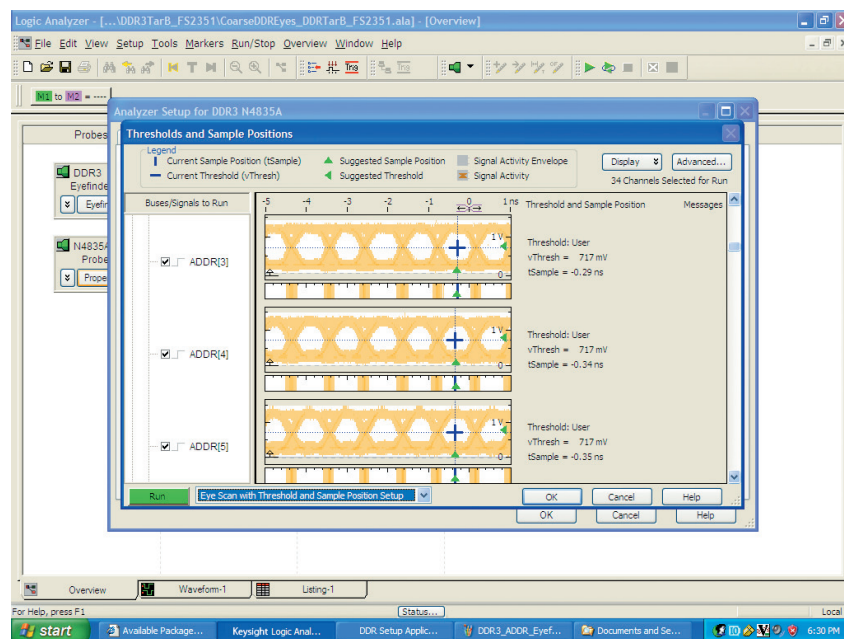 Logic Analyzer - [...\DDR3TarB_FS2351\CoarseDDREyes_DDRTarB_FS2351.ala] - [Overview]
File Edit View Setup Tools Markers Run/Stop Overview Window Help
M1 to M2 = ----
Analyzer Setup for DDR3 N4835A
Probes
Thresholds and Sample Positions
Legend
Current Sample Position (tSample) Suggested Sample Position Signal Activity Envelope
Current Threshold (vThresh) Suggested Threshold Signal Activity
Display Advanced...
34 Channels Selected for Run
DDR3
Eyefinde
Eyefin
N4835A
Probe
Prope
Buses/Signals to Run -5 -4 -3 -2 -1 0 1 ns Threshold and Sample Position Messages
ADDR[3]
1 V
0
Threshold: User
vThresh = 717 mV
tSample = -0.29 ns
ADDR[4]
1 V
0
Threshold: User
vThresh = 717 mV
tSample = -0.34 ns
ADDR[5]
1 V
0
Threshold: User
vThresh = 717 mV
tSample = -0.35 ns
Run Eye Scan with Threshold and Sample Position Setup OK Cancel Help
OK Cancel Help
Overview Waveform-1 Listing-1
For Help, press F1 Status... Local
start Available Package... Keysight Logic Anal... DDR Setup Applic... DDR3_ADDR_Eyef... Documents and Se... 6:30 PM